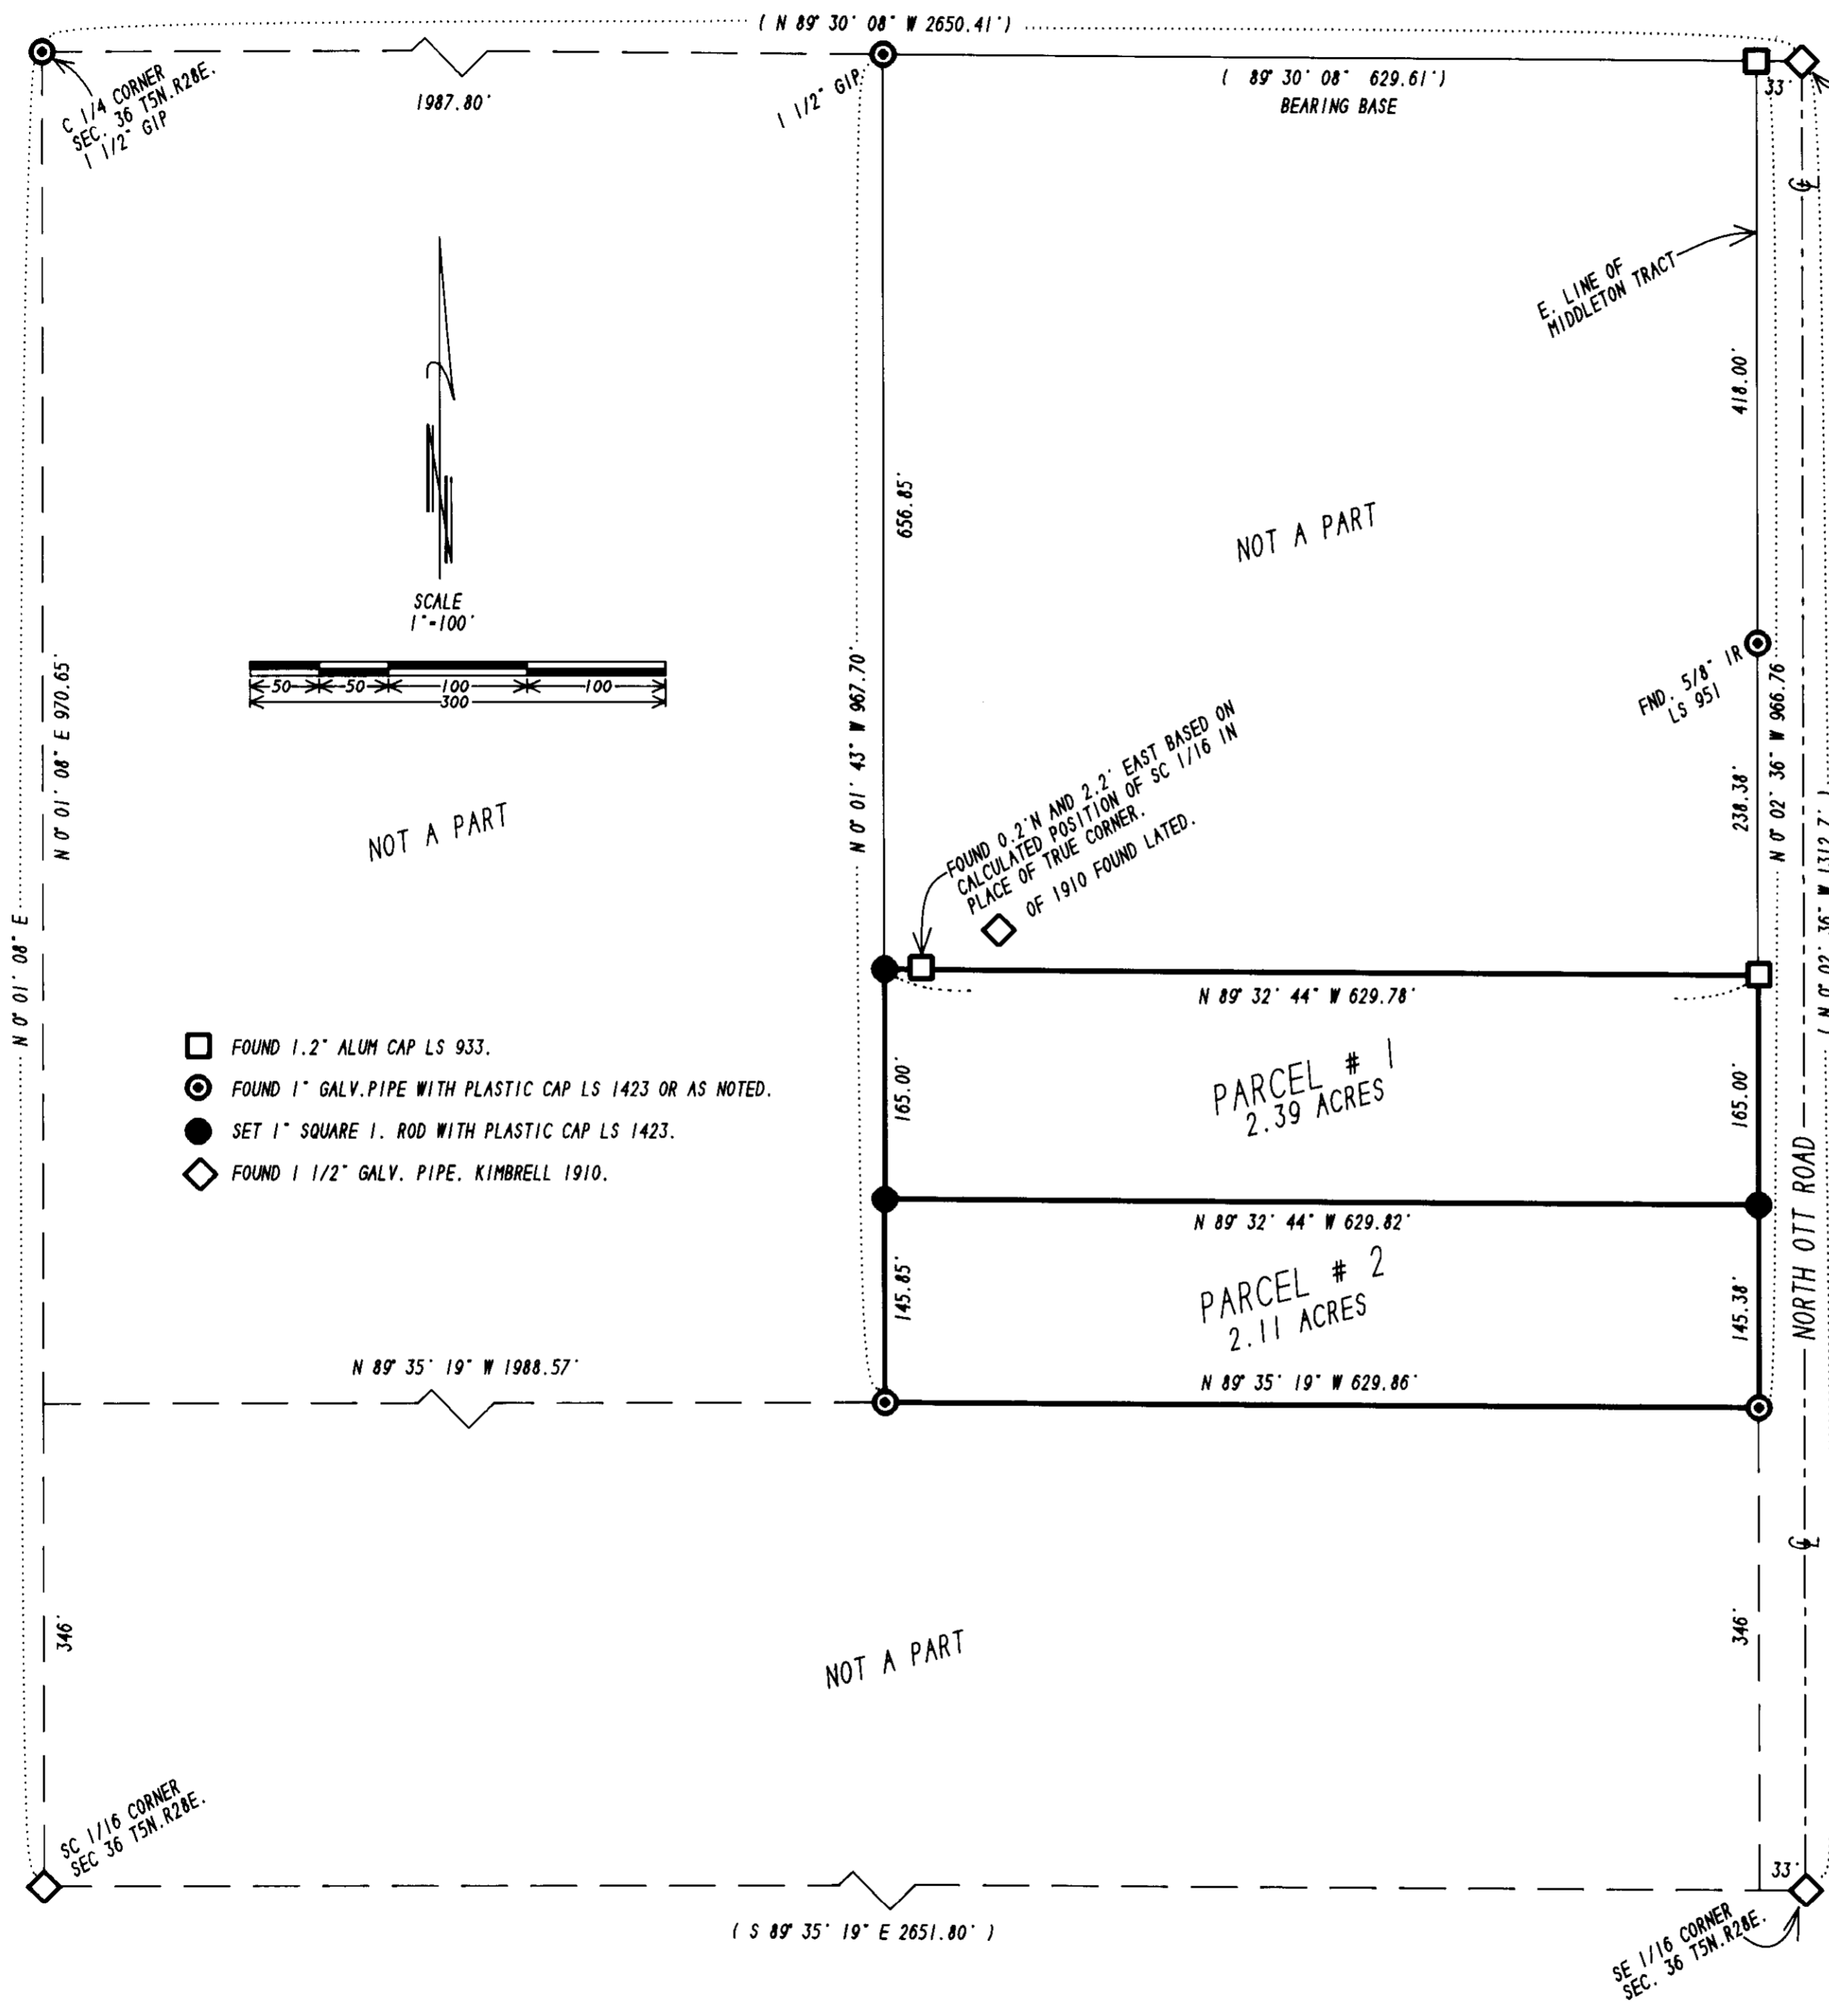 ( N 89° 30' 08" W 2650.41')
C 1/4 CORNER
SEC. 36 T5N.R28E.
1 1/2" GIP
1987.80'
1 1/2" GIP
( 89° 30' 08" 629.61')
BEARING BASE
33'
E. LINE OF
MIDDLETON TRACT
418.00'
656.85'
NOT A PART
SCALE
1"-100'
50
50
100
100
300
N 0° 01' 08" E 970.65'
N 0° 01' 43" W 967.70'
FND. 5/8" IR
LS 951
N 0° 02' 36" W 966.76
238.38'
NOT A PART
FOUND 0.2'N AND 2.2' EAST BASED ON
CALCULATED POSITION OF SC 1/16 IN
PLACE OF TRUE CORNER.
OF 1910 FOUND LATED.
N 0° 01' 08" E
( N 0° 02' 36" W 1312.7' )
N 89° 32' 44" W 629.78'
FOUND 1.2" ALUM CAP LS 933.
FOUND 1" GALV.PIPE WITH PLASTIC CAP LS 1423 OR AS NOTED.
SET 1" SQUARE I. ROD WITH PLASTIC CAP LS 1423.
FOUND 1 1/2" GALV. PIPE. KIMBRELL 1910.
165.00'
PARCEL # 1
2.39 ACRES
165.00'
NORTH OTT ROAD
N 89° 32' 44" W 629.82'
145.85'
PARCEL # 2
2.11 ACRES
145.38'
N 89° 35' 19" W 1988.57'
N 89° 35' 19" W 629.86'
346'
346'
NOT A PART
SC 1/16 CORNER
SEC 36 T5N.R28E.
33'
( S 89° 35' 19" E 2651.80' )
SE 1/16 CORNER
SEC. 36 T5N.R28E.